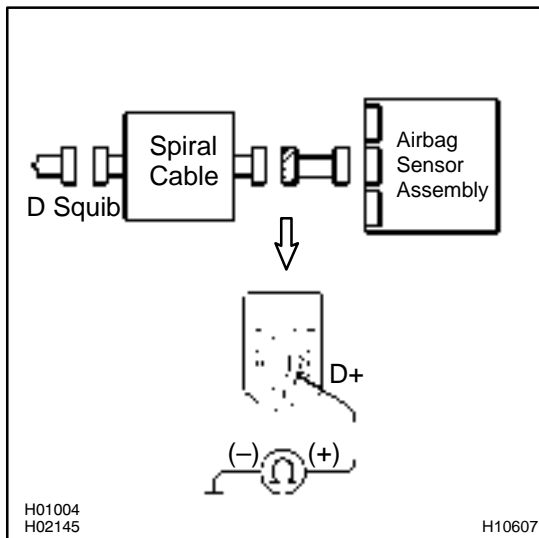 Spiral
Cable
Airbag
Sensor
Assembly
D Squib
D+
(−) Ω (+)
H01004
H02145
H10607